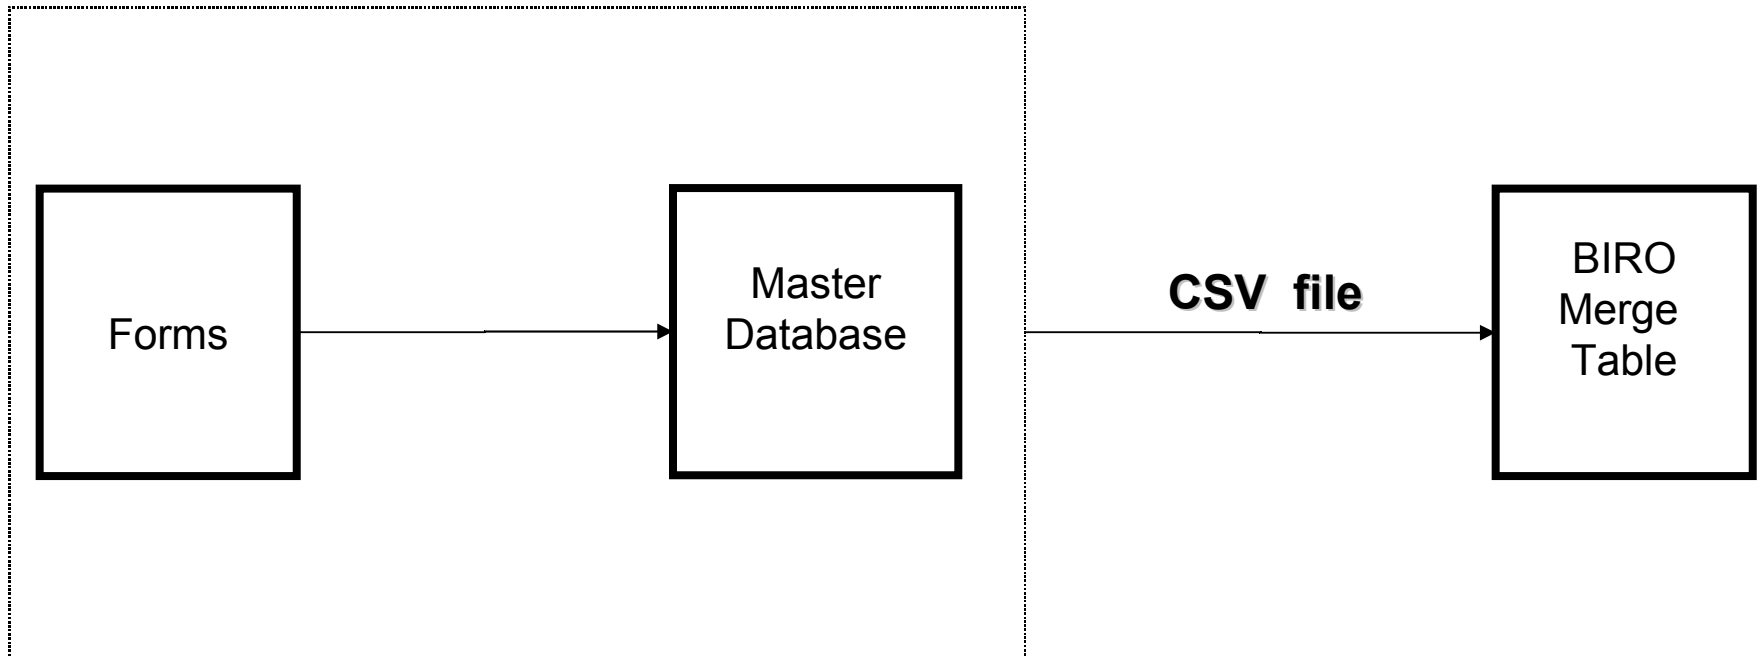 Forms
Master
Database
CSV file
BIRO
Merge
Table